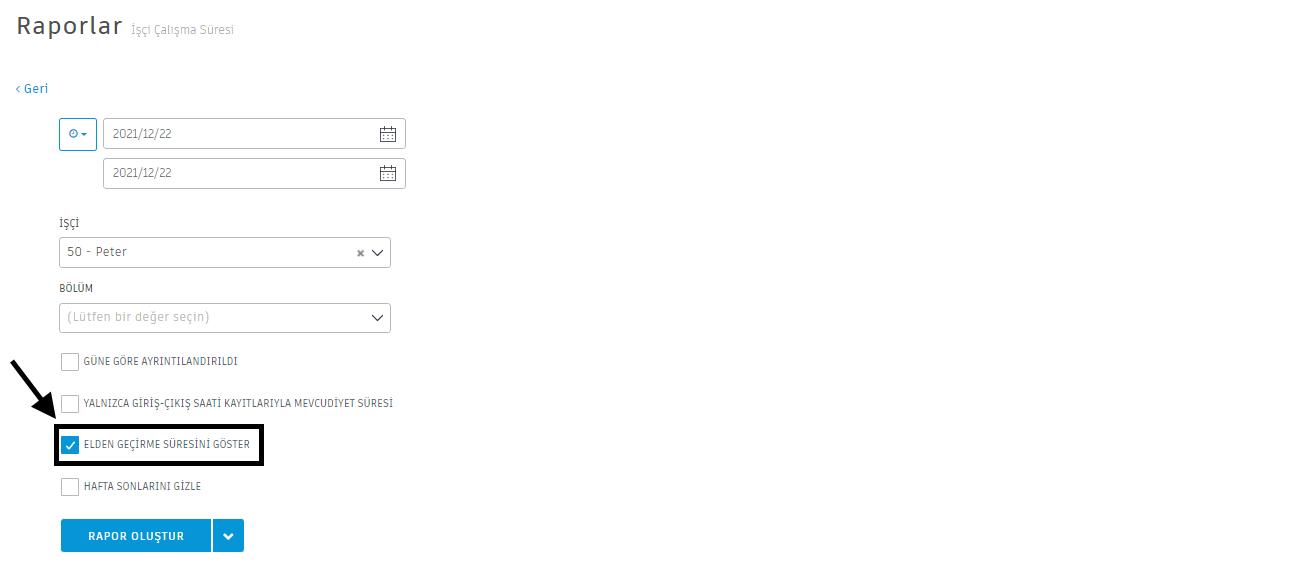 Raporlar İşçi Çalışma Süresi
‹ Geri
2021/12/22
2021/12/22
İŞÇİ
50 - Peter
BÖLÜM
(Lütfen bir değer seçin)
GÜNE GÖRE AYRINTILANDIRILDI
YALNIZCA GİRİŞ-ÇIKIŞ SAATİ KAYITLARIYLA MEVCUDİYET SÜRESİ
ELDEN GEÇİRME SÜRESİNİ GÖSTER
HAFTA SONLARINI GİZLE
RAPOR OLUŞTUR